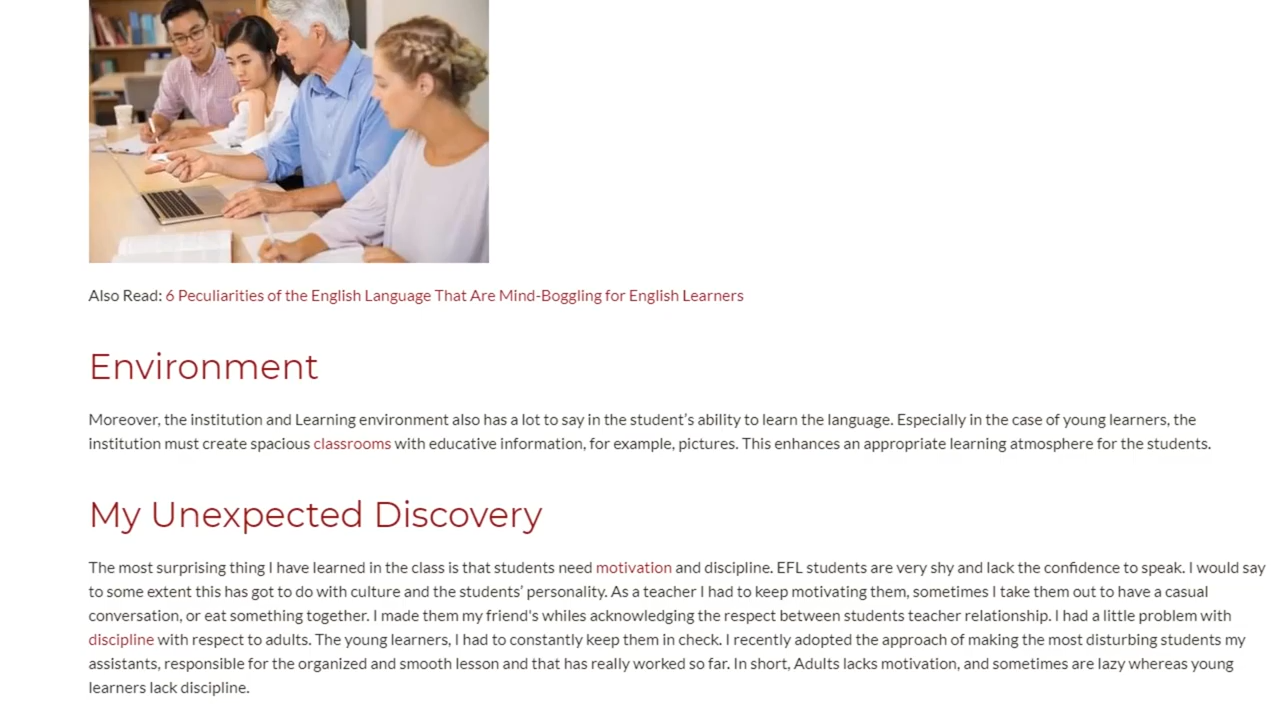 Also Read: 6 Peculiarities of the English Language That Are Mind-Boggling for English Learners
Environment
Moreover, the institution and Learning environment also has a lot to say in the student’s ability to learn the language. Especially in the case of young learners, the
institution must create spacious classrooms with educative information, for example, pictures. This enhances an appropriate learning atmosphere for the students.
My Unexpected Discovery
The most surprising thing I have learned in the class is that students need motivation and discipline. EFL students are very shy and lack the confidence to speak. I would say
to some extent this has got to do with culture and the students’ personality. As a teacher I had to keep motivating them, sometimes I take them out to have a casual
conversation, or eat something together. I made them my friend's whiles acknowledging the respect between students teacher relationship. I had a little problem with
discipline with respect to adults. The young learners, I had to constantly keep them in check. I recently adopted the approach of making the most disturbing students my
assistants, responsible for the organized and smooth lesson and that has really worked so far. In short, Adults lacks motivation, and sometimes are lazy whereas young
learners lack discipline.